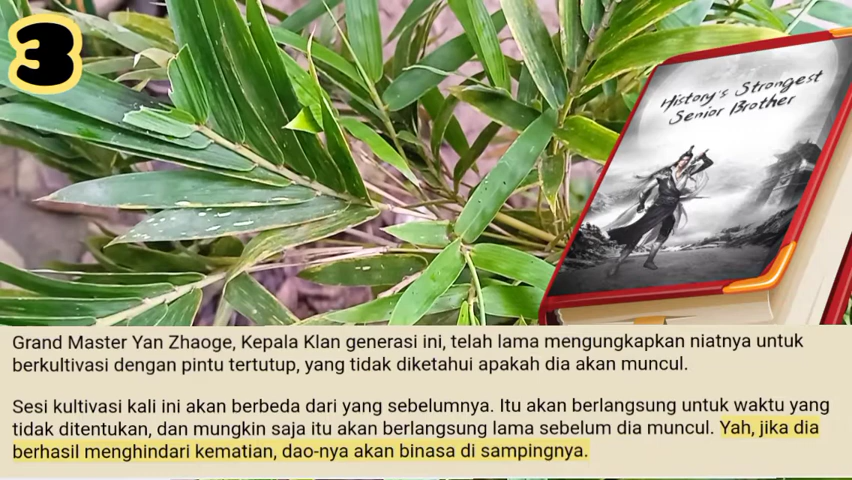 3
History's Strongest
Senior Brother
Grand Master Yan Zhaoge, Kepala Klan generasi ini, telah lama mengungkapkan niatnya untuk
berkultivasi dengan pintu tertutup, yang tidak diketahui apakah dia akan muncul.
Sesi kultivasi kali ini akan berbeda dari yang sebelumnya. Itu akan berlangsung untuk waktu yang
tidak ditentukan, dan mungkin saja itu akan berlangsung lama sebelum dia muncul. Yah, jika dia
berhasil menghindari kematian, dao-nya akan binasa di sampingnya.